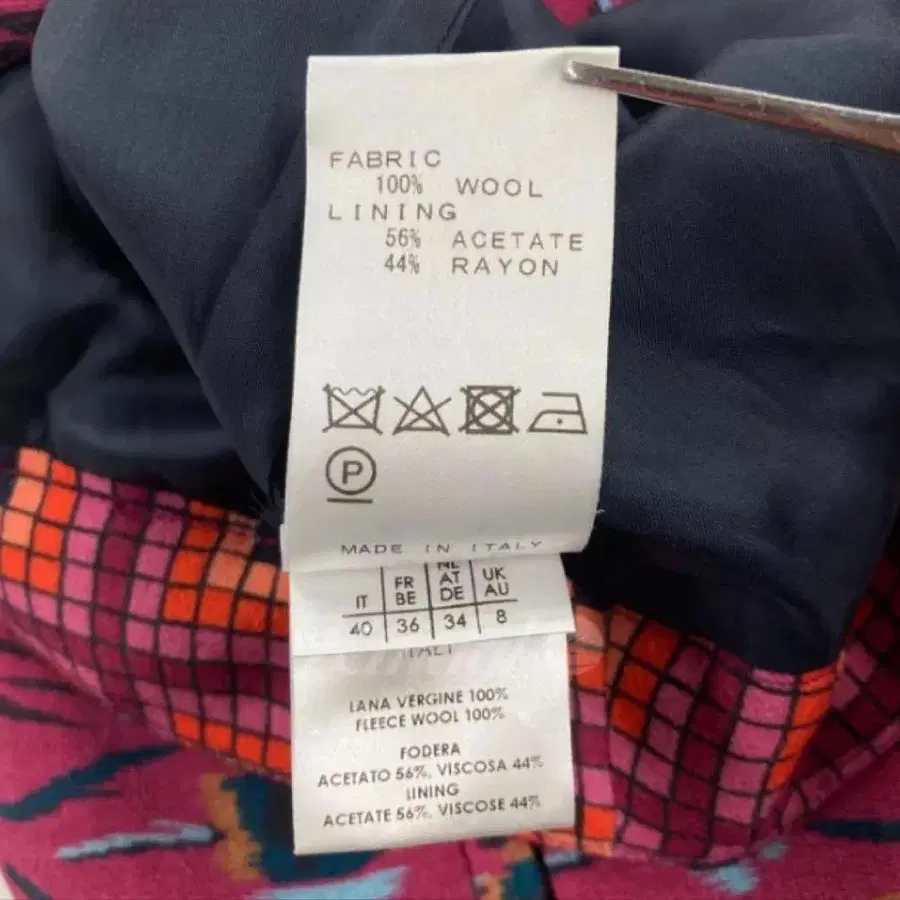 FABRIC
100% WOOL
LINING
56% ACETATE
44% RAYON
P
MADE IN ITALY
IT FR BE NL AT DE UK AU
40 36 34 8
LANA VERGINE 100%
FLEECE WOOL 100%
FODERA
ACETATO 56%, VISCOSA 44%
LINING
ACETATE 56%, VISCOSE 44%